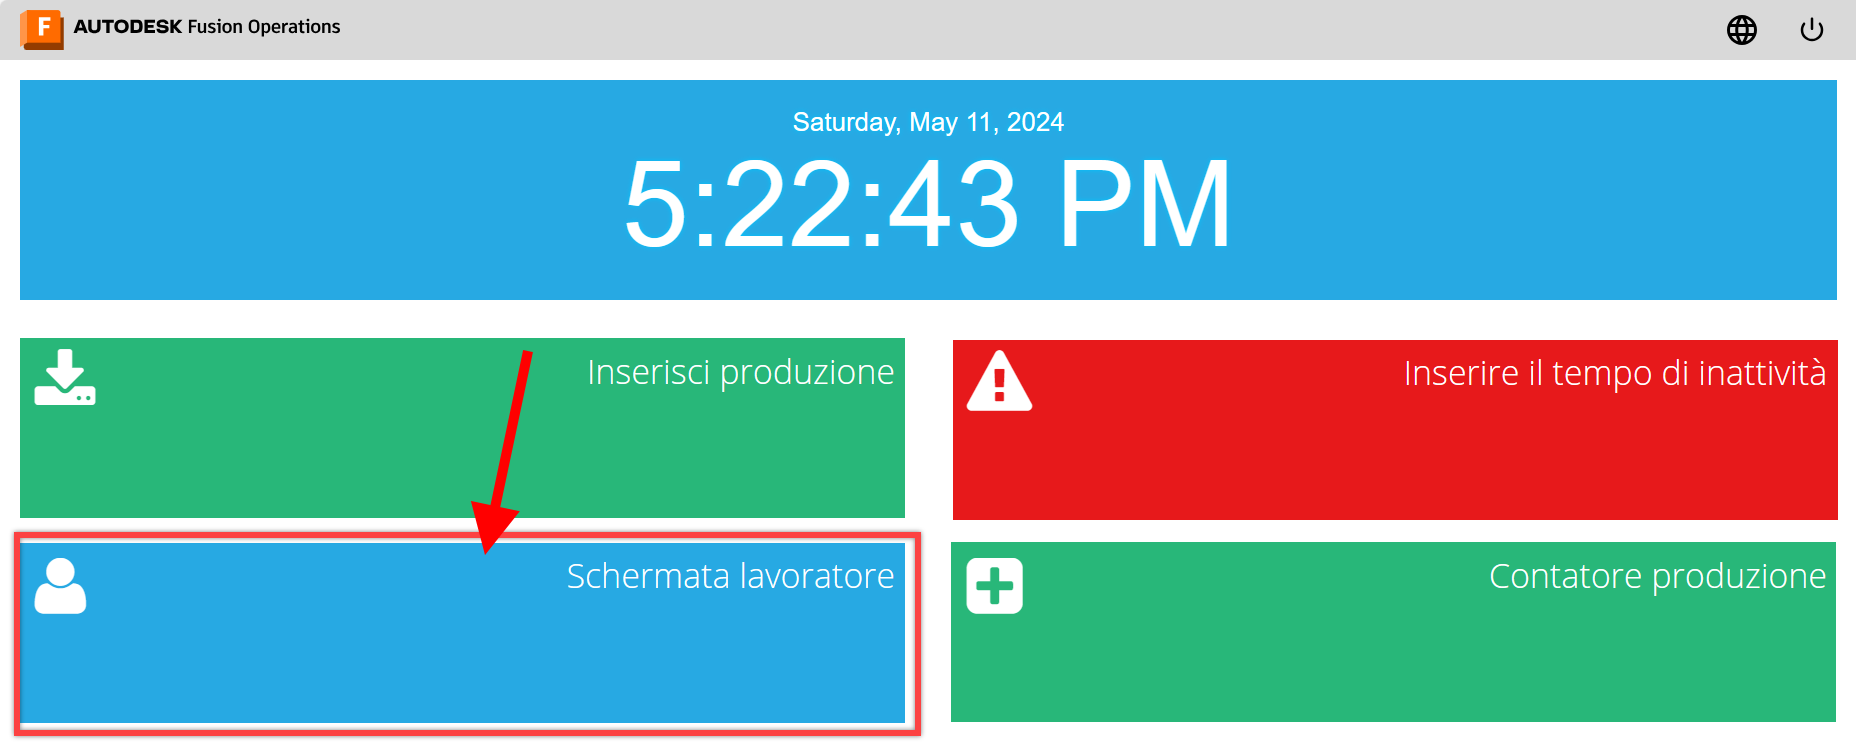 F AUTODESK Fusion Operations
Saturday, May 11, 2024
5:22:43 PM
Inserisci produzione
Inserire il tempo di inattività
Schermata lavoratore
Contatore produzione